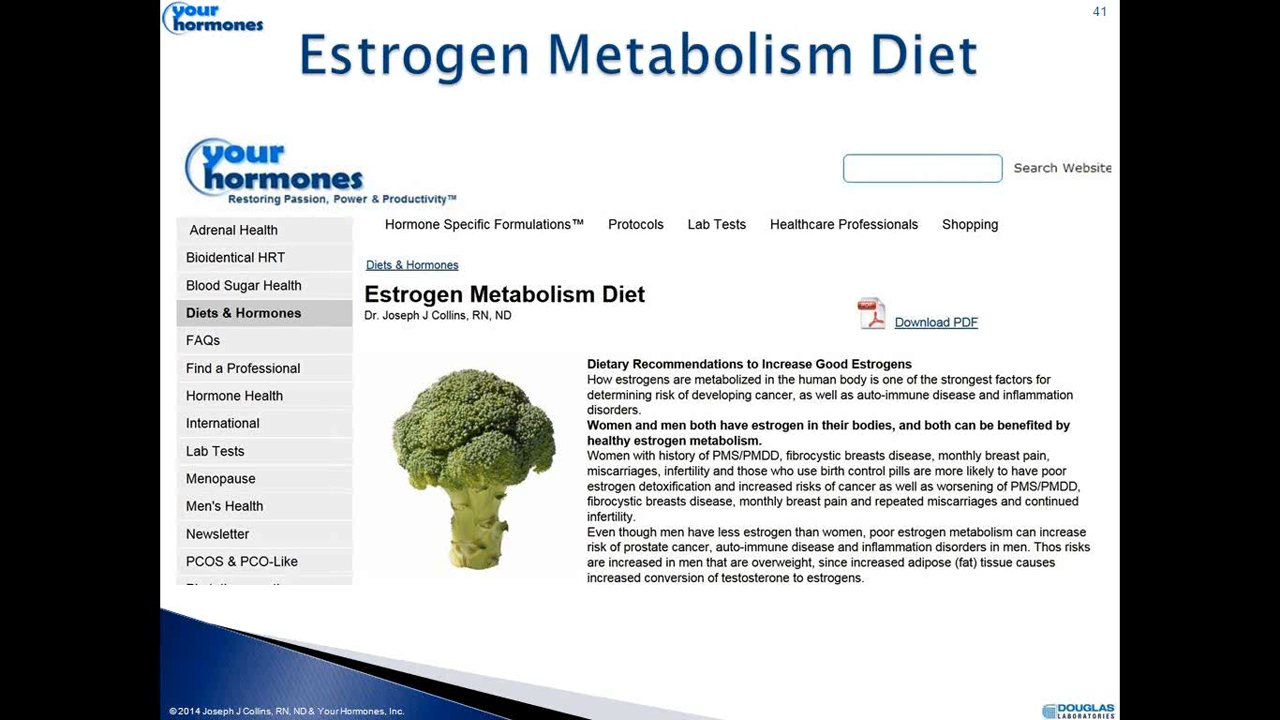 your
hormones
41
Estrogen Metabolism Diet
your
hormones
Restoring Passion, Power & Productivity™
Search Website
Hormone Specific Formulations™ Protocols Lab Tests Healthcare Professionals Shopping
Adrenal Health
Bioidentical HRT
Blood Sugar Health
Diets & Hormones
FAQs
Find a Professional
Hormone Health
International
Lab Tests
Menopause
Men's Health
Newsletter
PCOS & PCO-Like
Diets & Hormones
Estrogen Metabolism Diet
Dr. Joseph J Collins, RN, ND
PDF
Download PDF
Dietary Recommendations to Increase Good Estrogens
How estrogens are metabolized in the human body is one of the strongest factors for
determining risk of developing cancer, as well as auto-immune disease and inflammation
disorders.
Women and men both have estrogen in their bodies, and both can be benefited by
healthy estrogen metabolism.
Women with history of PMS/PMDD, fibrocystic breasts disease, monthly breast pain,
miscarriages, infertility and those who use birth control pills are more likely to have poor
estrogen detoxification and increased risks of cancer as well as worsening of PMS/PMDD,
fibrocystic breasts disease, monthly breast pain and repeated miscarriages and continued
infertility.
Even though men have less estrogen than women, poor estrogen metabolism can increase
risk of prostate cancer, auto-immune disease and inflammation disorders in men. Thos risks
are increased in men that are overweight, since increased adipose (fat) tissue causes
increased conversion of testosterone to estrogens.
©2014 Joseph J Collins, RN, ND & Your Hormones, Inc.
DOUGLAS
LABORATORIES